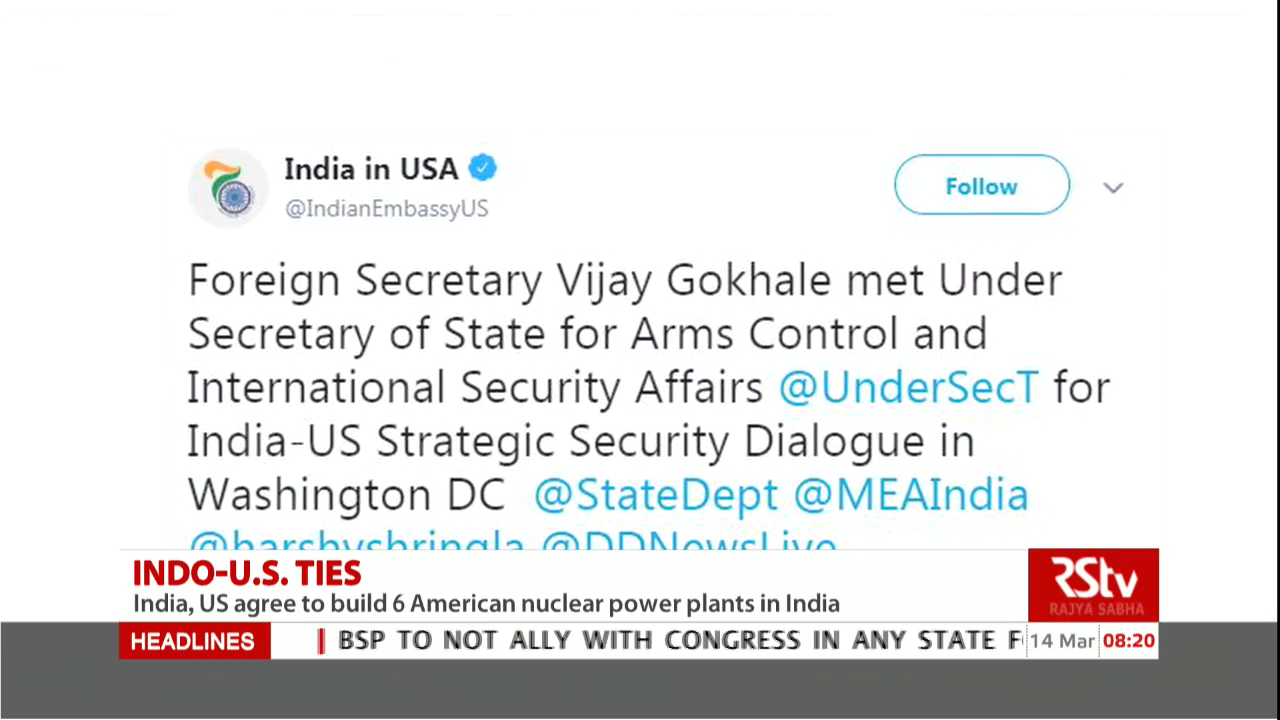 India in USA
@IndianEmbassyUS
Follow
Foreign Secretary Vijay Gokhale met Under
Secretary of State for Arms Control and
International Security Affairs @UnderSecT for
India-US Strategic Security Dialogue in
Washington DC @StateDept @MEAIndia
@harshvshringla @DDNewsLive
INDO-U.S. TIES
India, US agree to build 6 American nuclear power plants in India
RStv
RAJYA SABHA
HEADLINES
BSP TO NOT ALLY WITH CONGRESS IN ANY STATE
14 Mar 08:20